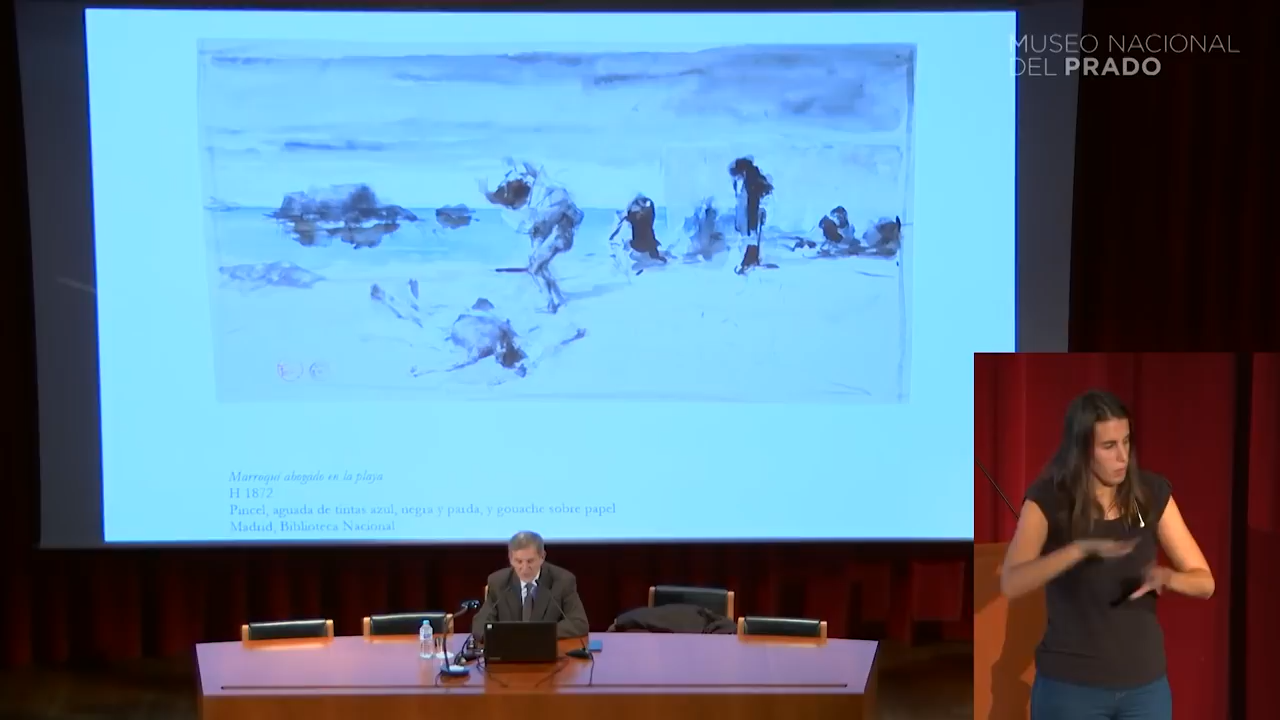 MUSEO NACIONAL
DEL PRADO
Marroquí ahogado en la playa
H 1872
Pincel, aguada de tintas azul, negra y parda, y gouache sobre papel
Madrid, Biblioteca Nacional